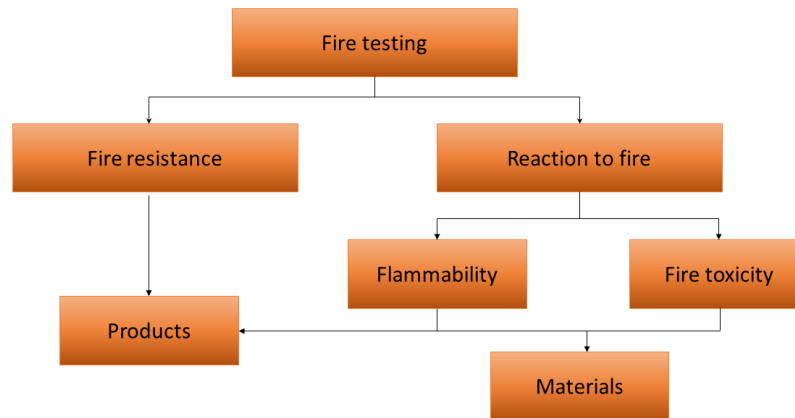 Fire testing
Fire resistance
Reaction to fire
Flammability
Fire toxicity
Products
Materials